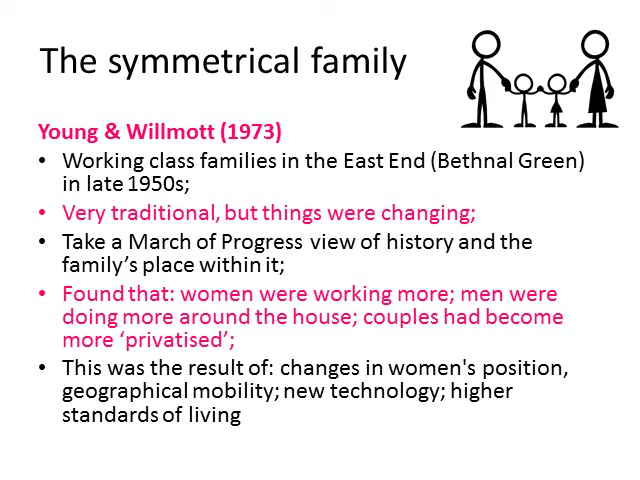 The symmetrical family
Young & Willmott (1973)
• Working class families in the East End (Bethnal Green)
in late 1950s;
• Very traditional, but things were changing;
• Take a March of Progress view of history and the
family’s place within it;
• Found that: women were working more; men were
doing more around the house; couples had become
more ‘privatised’;
• This was the result of: changes in women's position,
geographical mobility; new technology; higher
standards of living